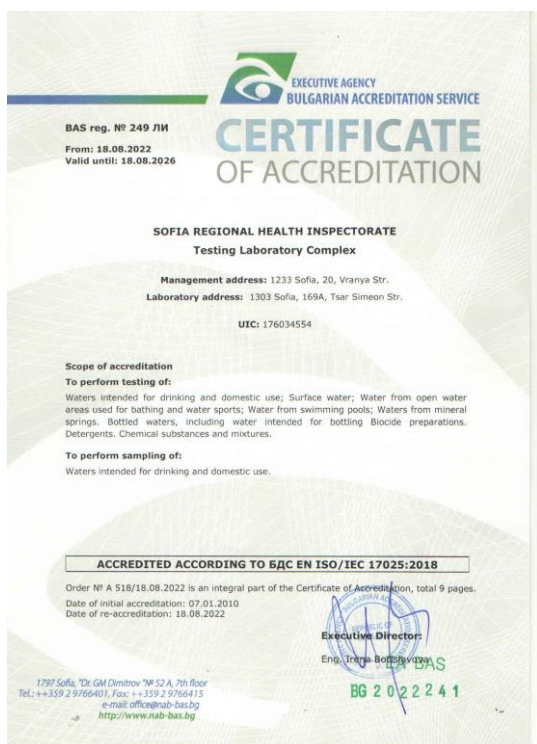 EXECUTIVE AGENCY
BULGARIAN ACCREDITATION SERVICE
BAS reg. № 249 ЛИ
From: 18.08.2022
Valid until: 18.08.2026
CERTIFICATE
OF ACCREDITATION
SOFIA REGIONAL HEALTH INSPECTORATE
Testing Laboratory Complex
Management address: 1233 Sofia, 20, Vranya Str.
Laboratory address: 1303 Sofia, 169A, Tsar Simeon Str.
UIC: 176034554
Scope of accreditation
To perform testing of:
Waters intended for drinking and domestic use; Surface water; Water from open water
areas used for bathing and water sports; Water from swimming pools; Waters from mineral
springs. Bottled waters, including water intended for bottling Biocide preparations.
Detergents. Chemical substances and mixtures.
To perform sampling of:
Waters intended for drinking and domestic use.
ACCREDITED ACCORDING TO БДС EN ISO/IEC 17025:2018
Order № A 518/18.08.2022 is an integral part of the Certificate of Accreditation, total 9 pages.
Date of initial accreditation: 07.01.2010
Date of re-accreditation: 18.08.2022
REPUBLIC OF
Executive Director:
Eng. Irena
EA BAS
BG 2022241
1797 Sofia, "Dr. GM Dimitrov "№ 52 A, 7th floor
Tel.: ++359 2 9766401, Fax: ++359 2 9766415
e-mail: office@nab-bas.bg
http://www.nab-bas.bg